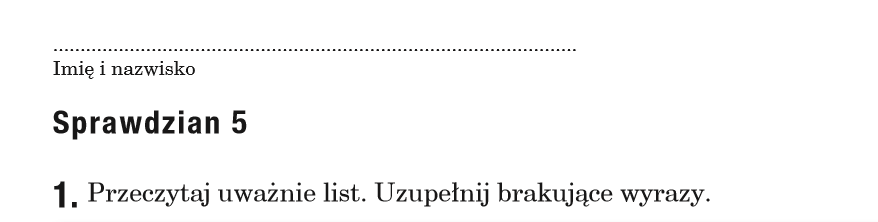 ................................................................................................
Imię i nazwisko
Sprawdzian 5
1. Przeczytaj uważnie list. Uzupełnij brakujące wyrazy.